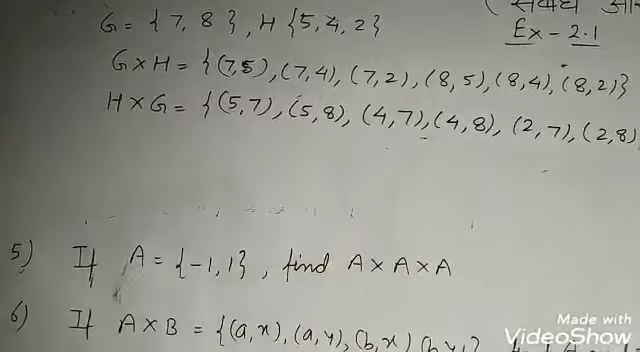 (संबंध
G = {7, 8}, H {5, 4, 2}
Ex - 2.1
G×H = {(7,5), (7,4), (7,2), (8,5), (8,4), (8,2)}
H×G = {(5,7), (5,8), (4,7), (4,8), (2,7), (2,8)
5) If A = {-1,1}, find A×A×A
6) If A×B = {(a,x), (a,y), (b,x)
Made with
VideoShow